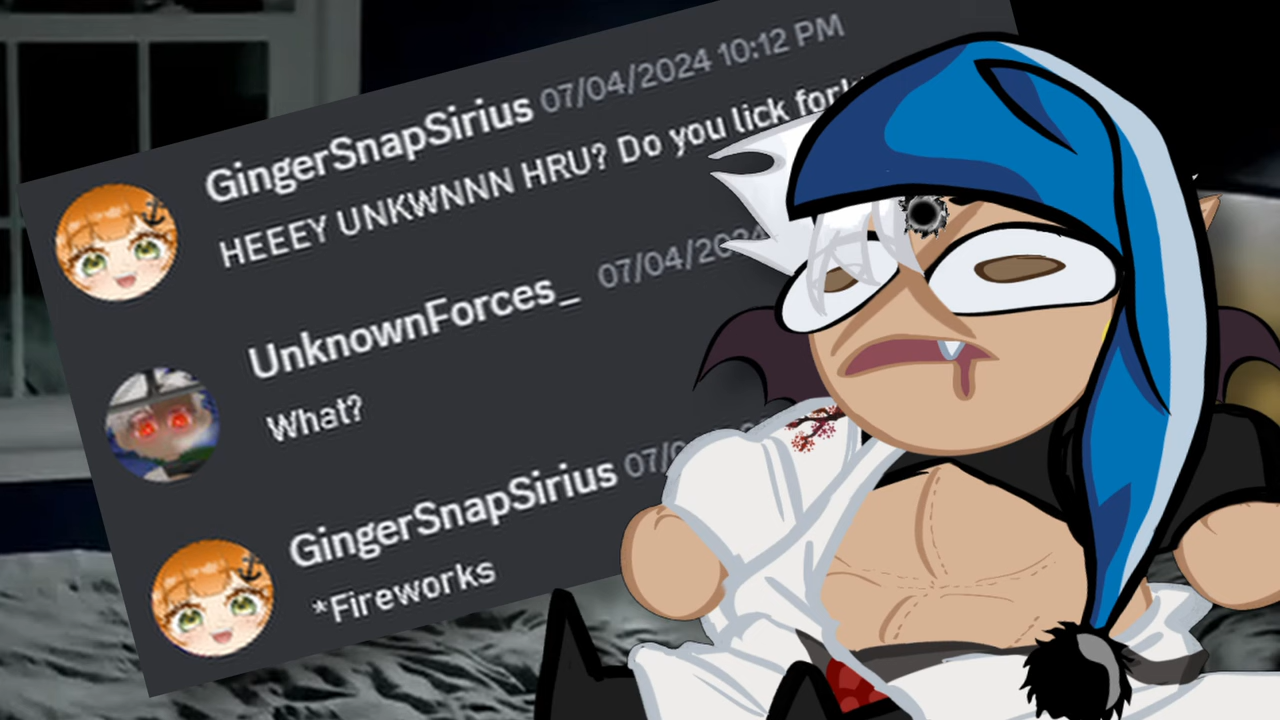 GingerSnapSirius 07/04/2024 10:12 PM
HEEEY UNKWNNN HRU? Do you lick
UnknownForces_ 07/04/2024
What?
GingerSnapSirius
*Fireworks